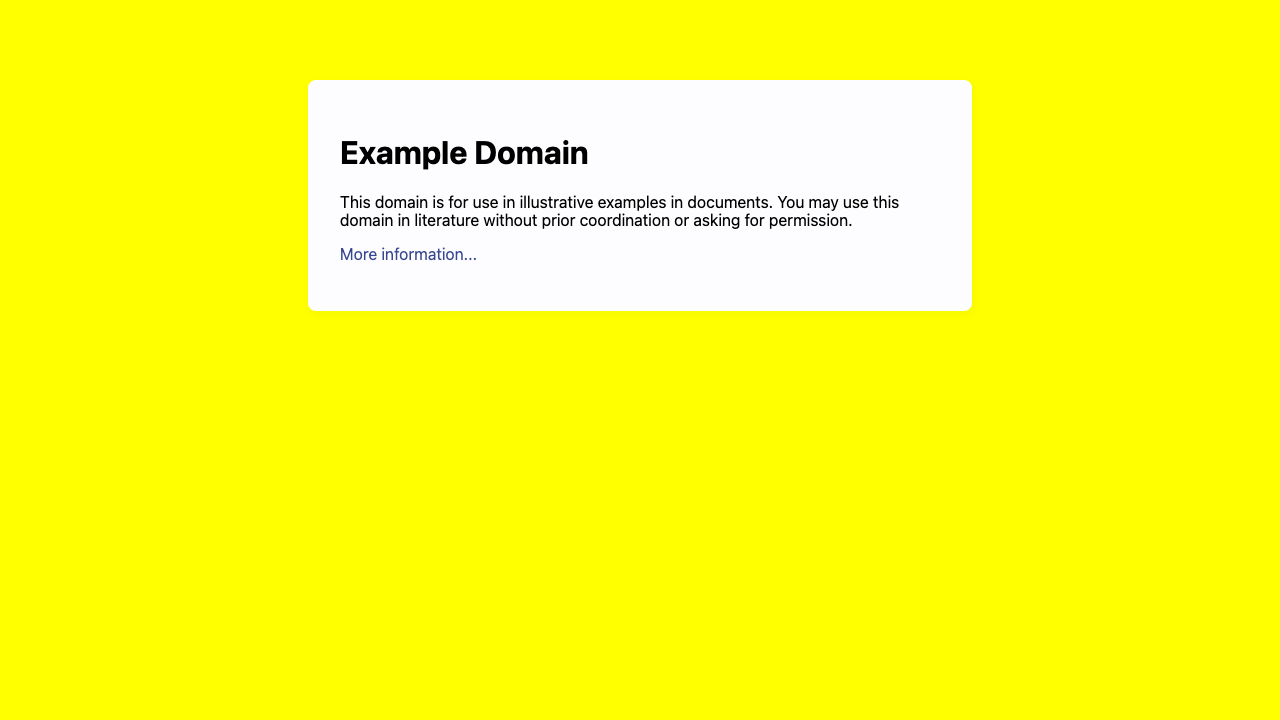 Example Domain
This domain is for use in illustrative examples in documents. You may use this
domain in literature without prior coordination or asking for permission.
More information...